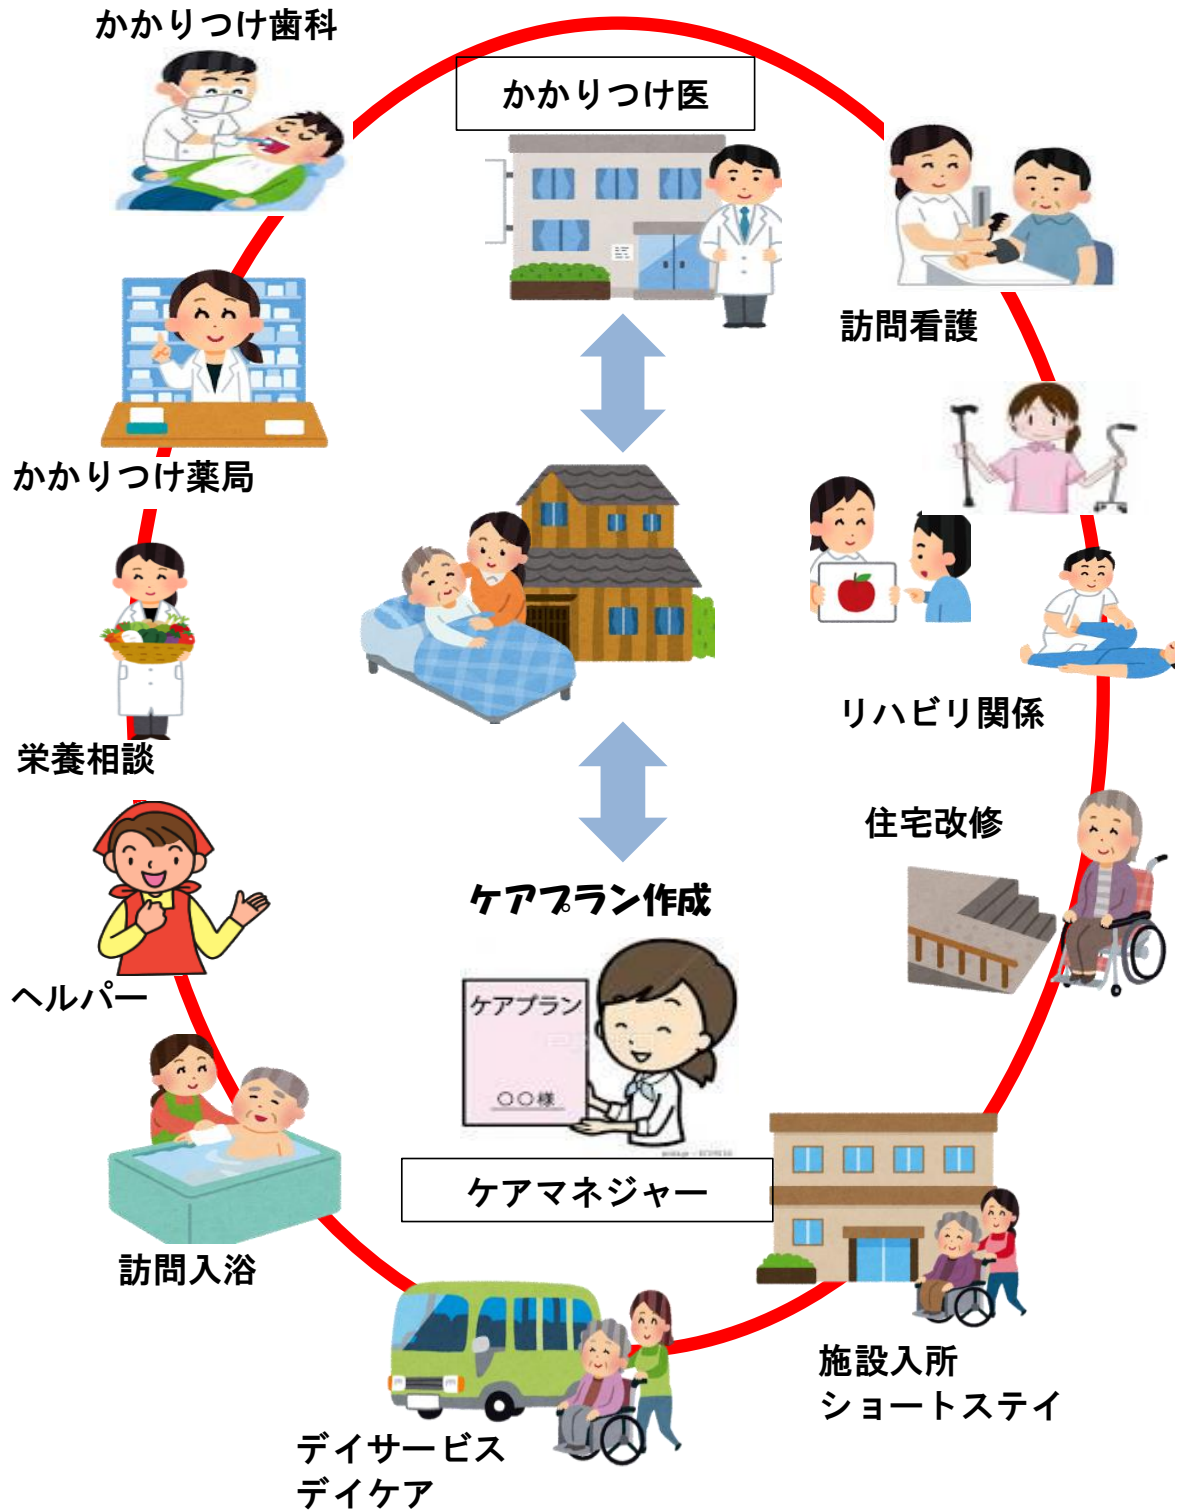 かかりつけ歯科
かかりつけ医
訪問看護
かかりつけ薬局
リハビリ関係
栄養相談
住宅改修
ケアプラン作成
ヘルパー
ケアプラン
〇〇様
ケアマネジャー
訪問入浴
施設入所
ショートステイ
デイサービス
デイケア